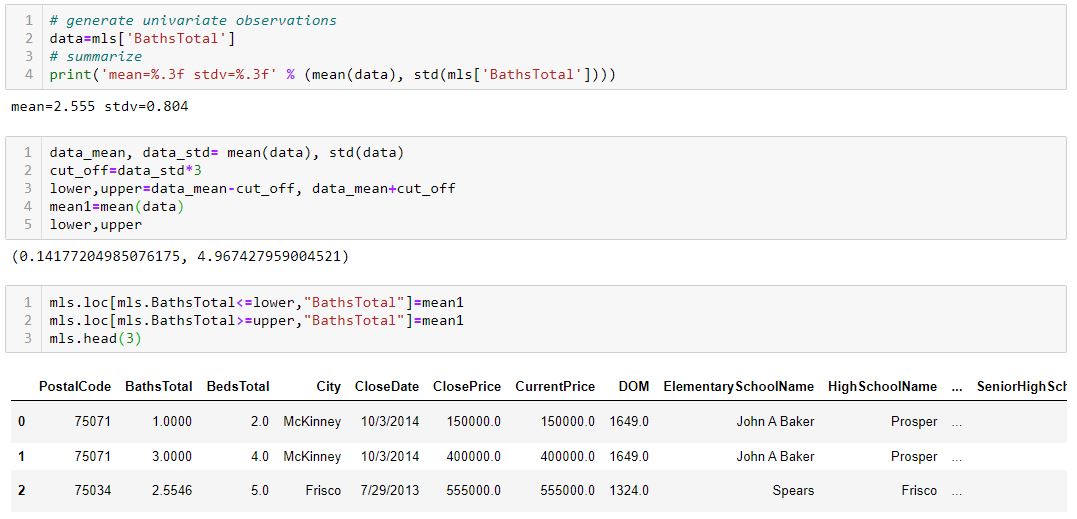 1 # generate univariate observations
2 data=mls['BathsTotal']
3 # summarize
4 print('mean=%.3f stdv=%.3f' % (mean(data), std(mls['BathsTotal'])))
mean=2.555 stdv=0.804
1 data_mean, data_std= mean(data), std(data)
2 cut_off=data_std*3
3 lower,upper=data_mean-cut_off, data_mean+cut_off
4 mean1=mean(data)
5 lower,upper
(0.14177204985076175, 4.967427959004521)
1 mls.loc[mls.BathsTotal<=lower,"BathsTotal"]=mean1
2 mls.loc[mls.BathsTotal>=upper,"BathsTotal"]=mean1
3 mls.head(3)
PostalCode BathsTotal BedsTotal City CloseDate ClosePrice CurrentPrice DOM ElementarySchoolName HighSchoolName ... SeniorHighSch
0 75071 1.0000 2.0 McKinney 10/3/2014 150000.0 150000.0 1649.0 John A Baker Prosper ...
1 75071 3.0000 4.0 McKinney 10/3/2014 400000.0 400000.0 1649.0 John A Baker Prosper ...
2 75034 2.5546 5.0 Frisco 7/29/2013 555000.0 555000.0 1324.0 Spears Frisco ...